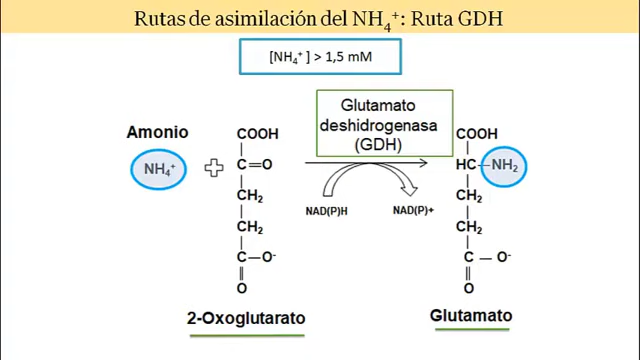 Rutas de asimilación del NH₄⁺: Ruta GDH
[NH₄⁺] > 1,5 mM
Glutamato
deshidrogenasa
(GDH)
Amonio
NH₄⁺
COOH
C=O
CH₂
CH₂
C–O⁻
O
2-Oxoglutarato
NAD(P)H
NAD(P)+
COOH
HC–NH₂
CH₂
CH₂
C – O⁻
O
Glutamato